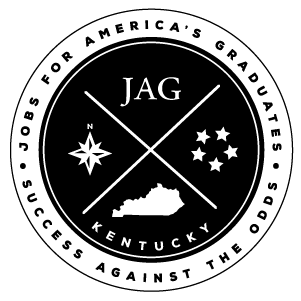 JOBS FOR AMERICA'S GRADUATES
JAG
N
KENTUCKY
• SUCCESS AGAINST THE ODDS •